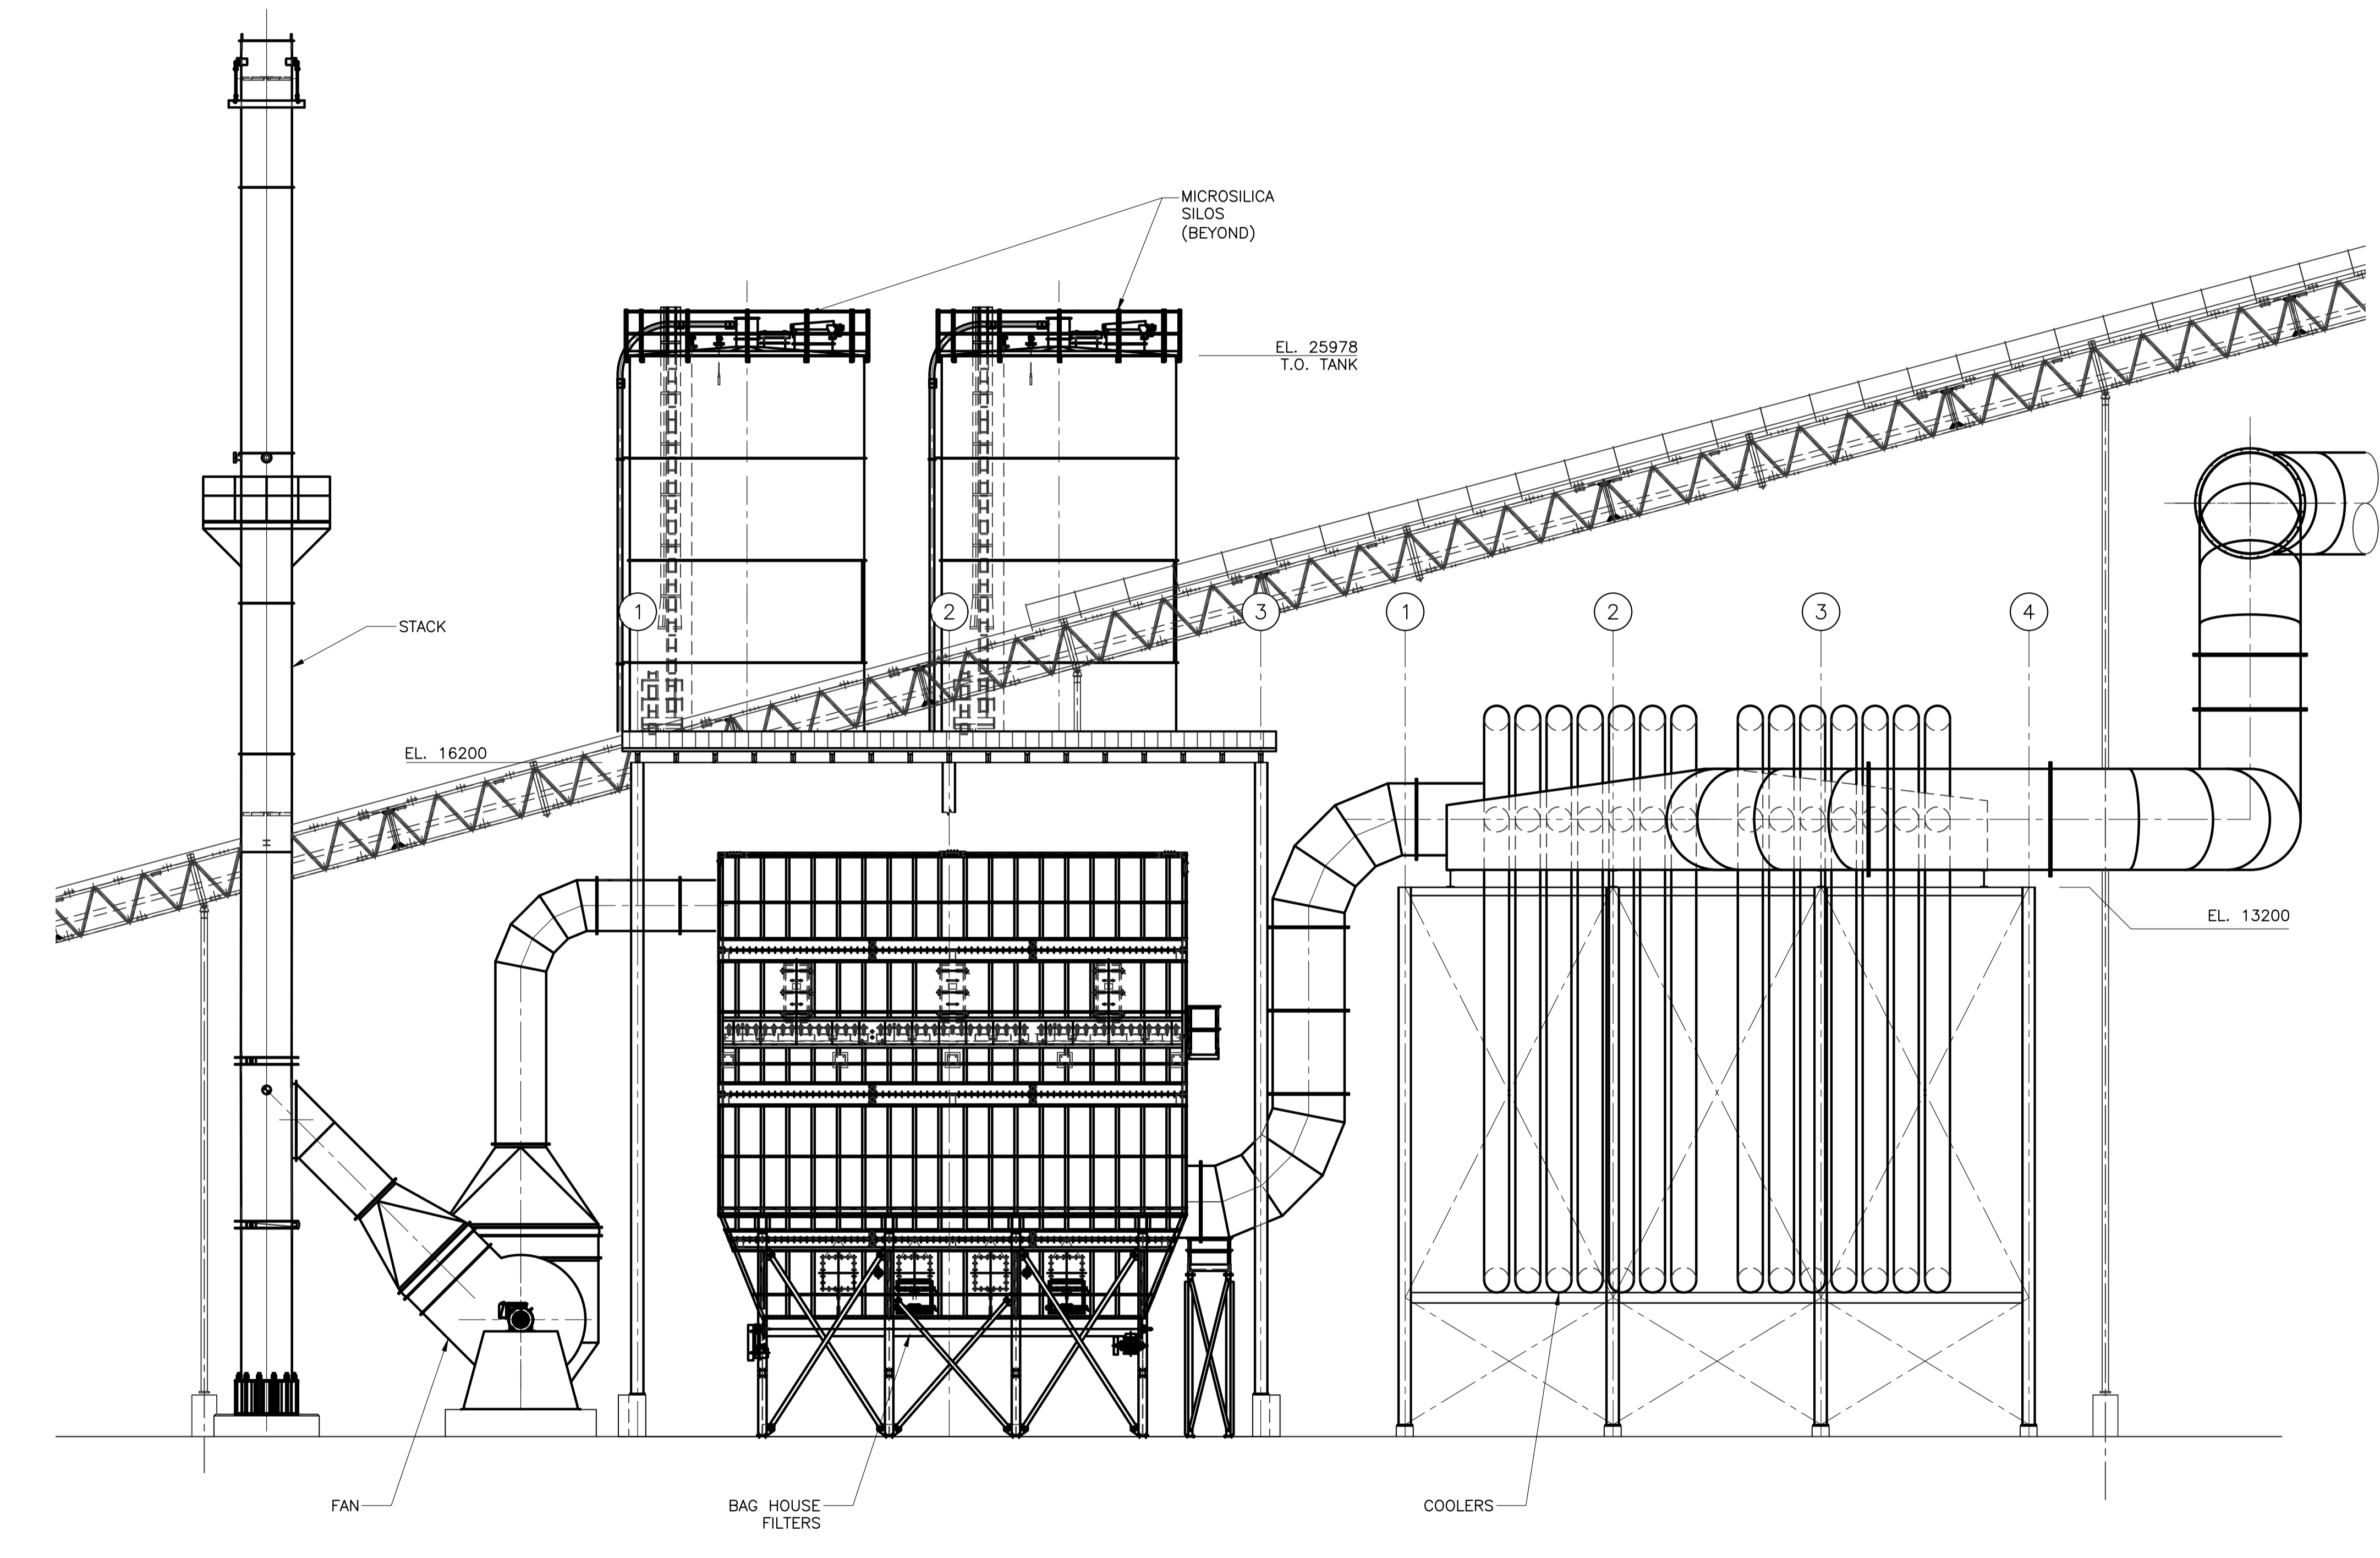 MICROSILICA
SILOS
(BEYOND)
EL. 25978
T.O. TANK
1
2
3
1
2
3
4
STACK
EL. 16200
EL. 13200
FAN
BAG HOUSE
FILTERS
COOLERS